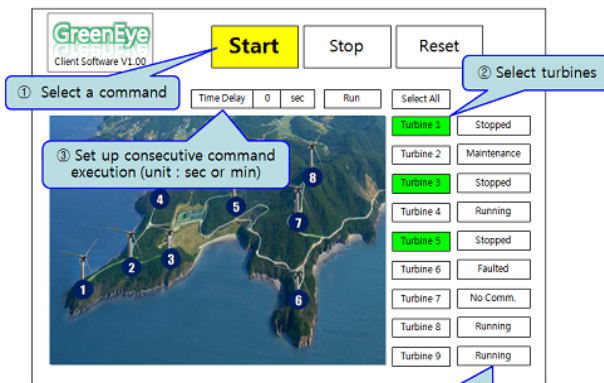 GreenEye
Client Software V1.00
Start
Stop
Reset
② Select turbines
① Select a command
Time Delay 0 sec Run Select All
③ Set up consecutive command
execution (unit : sec or min)
Turbine 1 Stopped
Turbine 2 Maintenance
Turbine 3 Stopped
Turbine 4 Running
Turbine 5 Stopped
Turbine 6 Faulted
Turbine 7 No Comm.
Turbine 8 Running
Turbine 9 Running
8
4
5
7
2
3
1
6